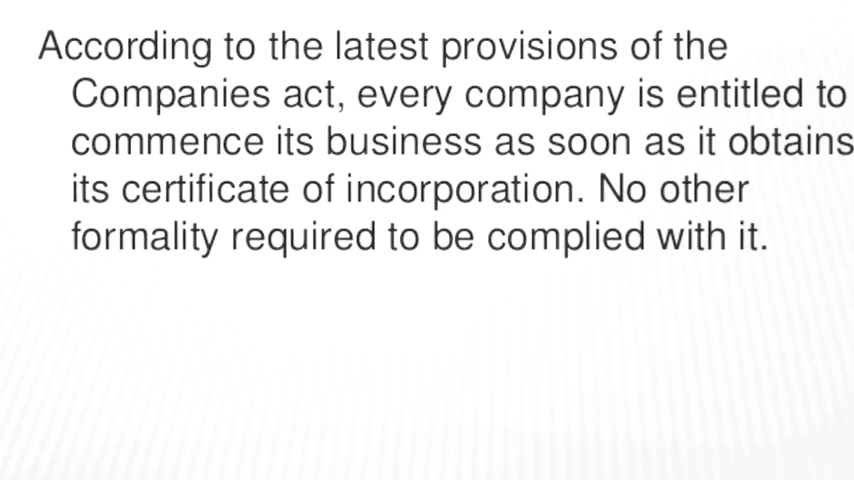 According to the latest provisions of the
Companies act, every company is entitled to
commence its business as soon as it obtains
its certificate of incorporation. No other
formality required to be complied with it.